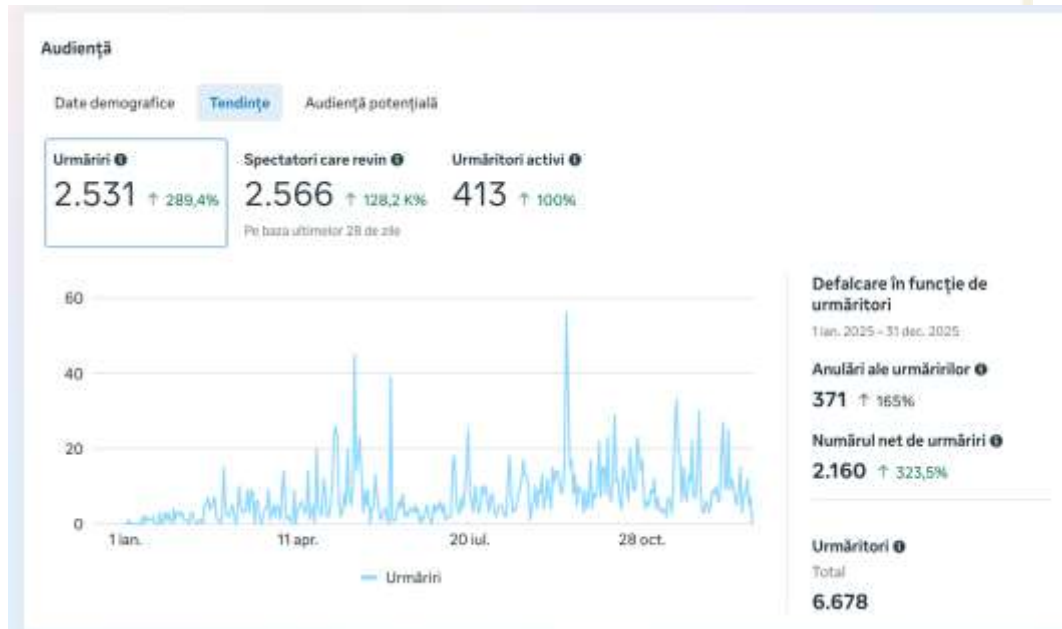 Audiență
Date demografice Tendințe Audiență potențială
Urmăriri
2.531 ↑ 289,4%
Spectatori care revin
2.566 ↑ 128,2 K%
Pe baza ultimelor 28 de zile
Urmăritori activi
413 ↑ 100%
60
40
20
0
1 ian. 11 apr. 20 iul. 28 oct.
Urmăriri
Defalcare în funcție de
urmăritori
1 ian. 2025 – 31 dec. 2025
Anulări ale urmăririlor
371 ↑ 165%
Numărul net de urmăriri
2.160 ↑ 323,5%
Urmăritori
Total
6.678